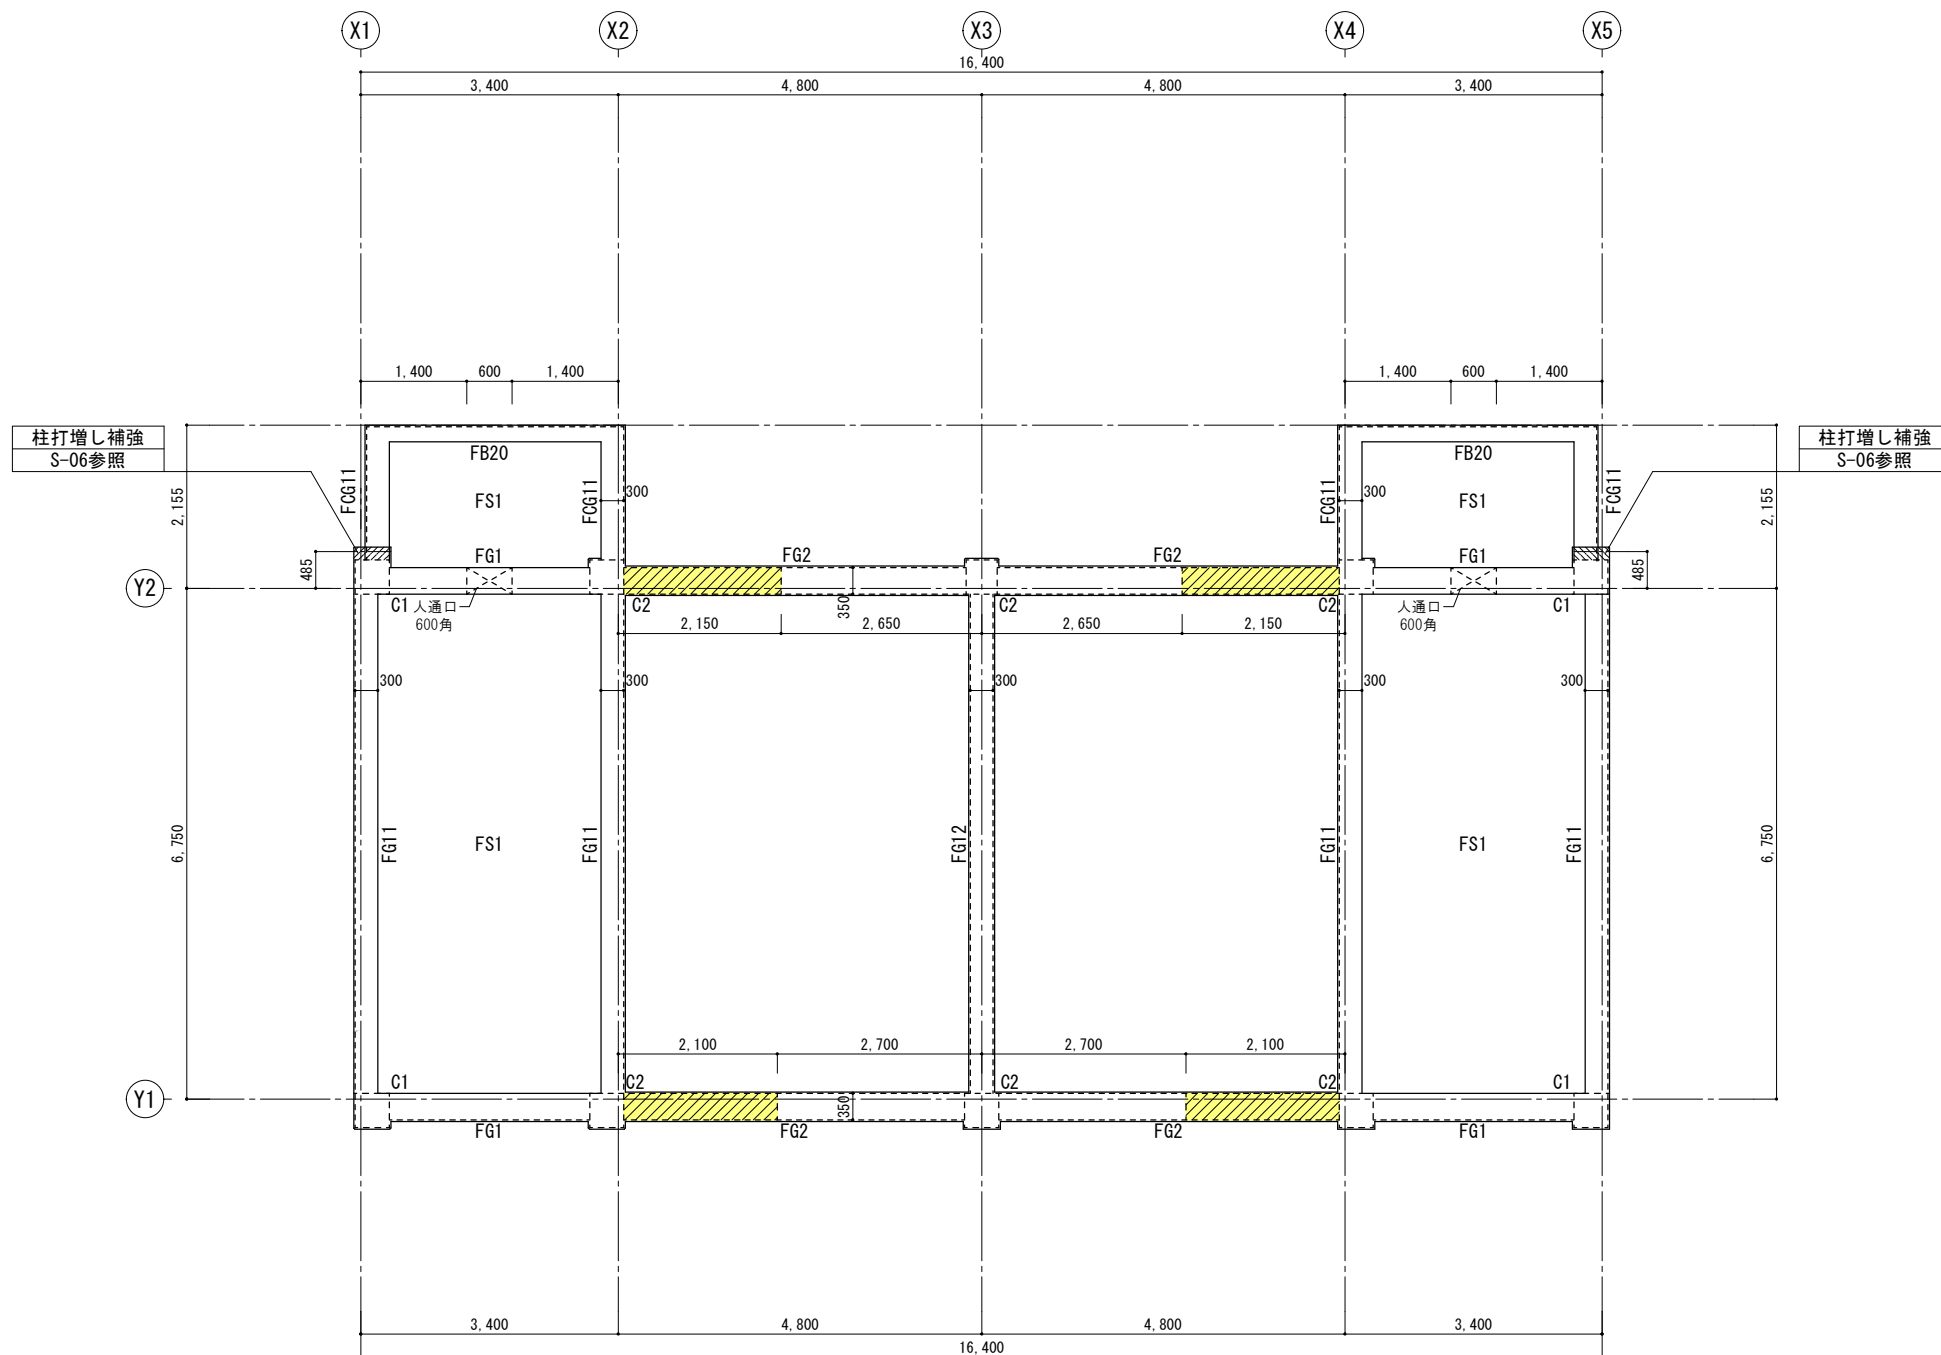 X1 X2 X3 X4 X5
16,400
3,400 4,800 4,800 3,400
1,400 600 1,400 1,400 600 1,400
柱打増し補強 柱打増し補強
S-06参照 S-06参照
FB20 FB20
FCG11 FS1 FCG11 300 FCG11 300 FS1 FCG11
2,155 2,155
FG1 FG2 FG2 FG1
485 485
Y2
C1 人通口 C2 350 C2 C2 人通口 C1
600角 600角
2,150 2,650 2,650 2,150
300 300 300 300 300
6,750 FG11 FS1 FG11 FG12 FG11 FS1 FG11 6,750
2,100 2,700 2,700 2,100
C1 C2 C2 C2 C1
Y1 350
FG1 FG2 FG2 FG1
3,400 4,800 4,800 3,400
16,400